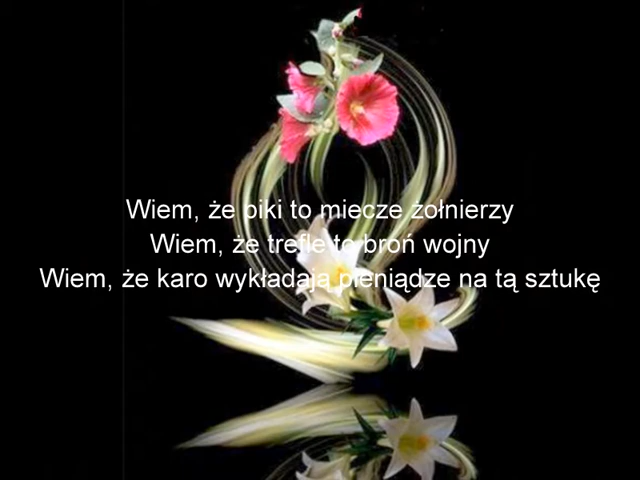 Wiem, że piki to miecze żołnierzy
Wiem, że trefle to broń wojny
Wiem, że karo wykładają pieniądze na tą sztukę